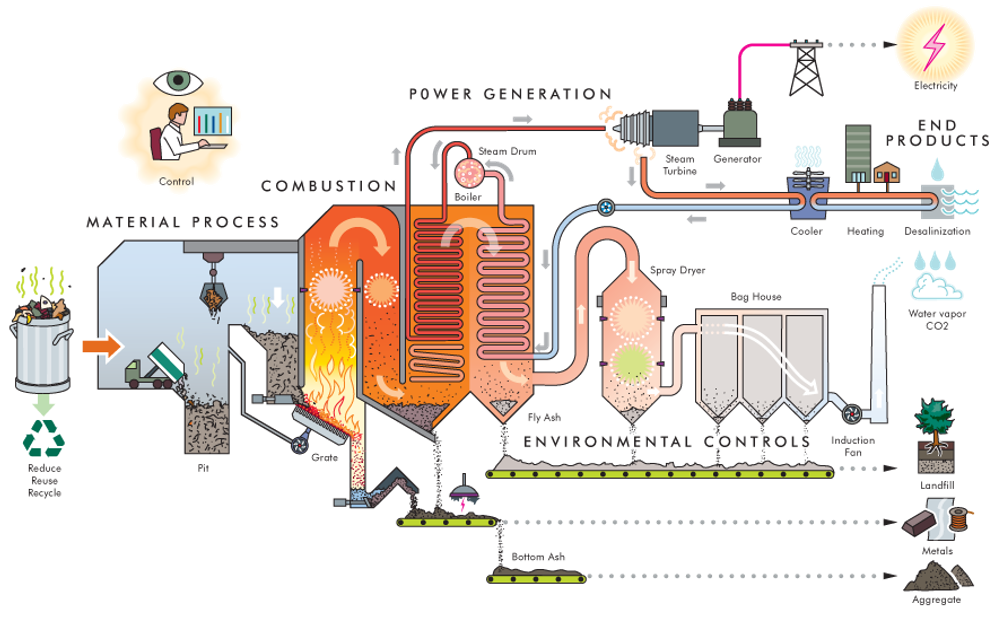 POWER GENERATION
Electricity
END
PRODUCTS
Steam Drum
Steam
Turbine
Generator
Control
COMBUSTION
Boiler
MATERIAL PROCESS
Cooler
Heating
Desalinization
Spray Dryer
Bag House
Water vapor
CO2
Fly Ash
ENVIRONMENTAL CONTROLS
Induction
Fan
Reduce
Reuse
Recycle
Pit
Grate
Landfill
Metals
Bottom Ash
Aggregate